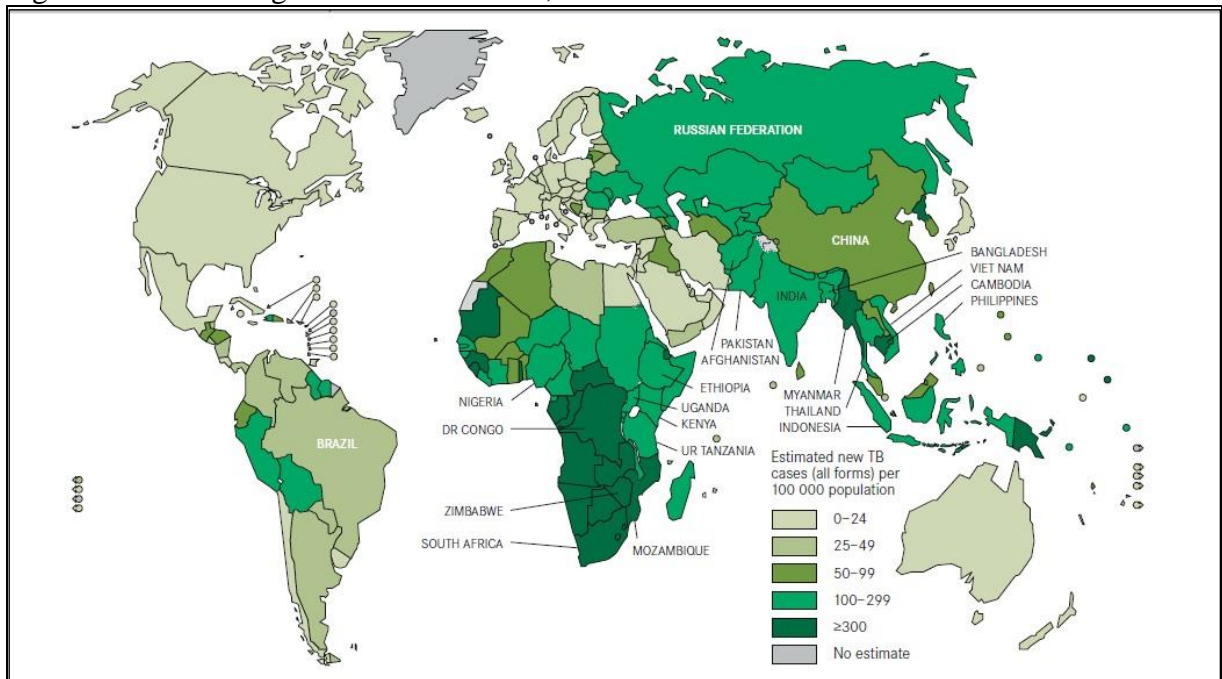 RUSSIAN FEDERATION
CHINA
BANGLADESH
VIET NAM
CAMBODIA
PHILIPPINES
INDIA
PAKISTAN
AFGHANISTAN
ETHIOPIA
NIGERIA
UGANDA
KENYA
DR CONGO
UR TANZANIA
MYANMAR
THAILAND
INDONESIA
BRAZIL
ZIMBABWE
SOUTH AFRICA
MOZAMBIQUE
Estimated new TB
cases (all forms) per
100 000 population
0–24
25–49
50–99
100–299
≥300
No estimate